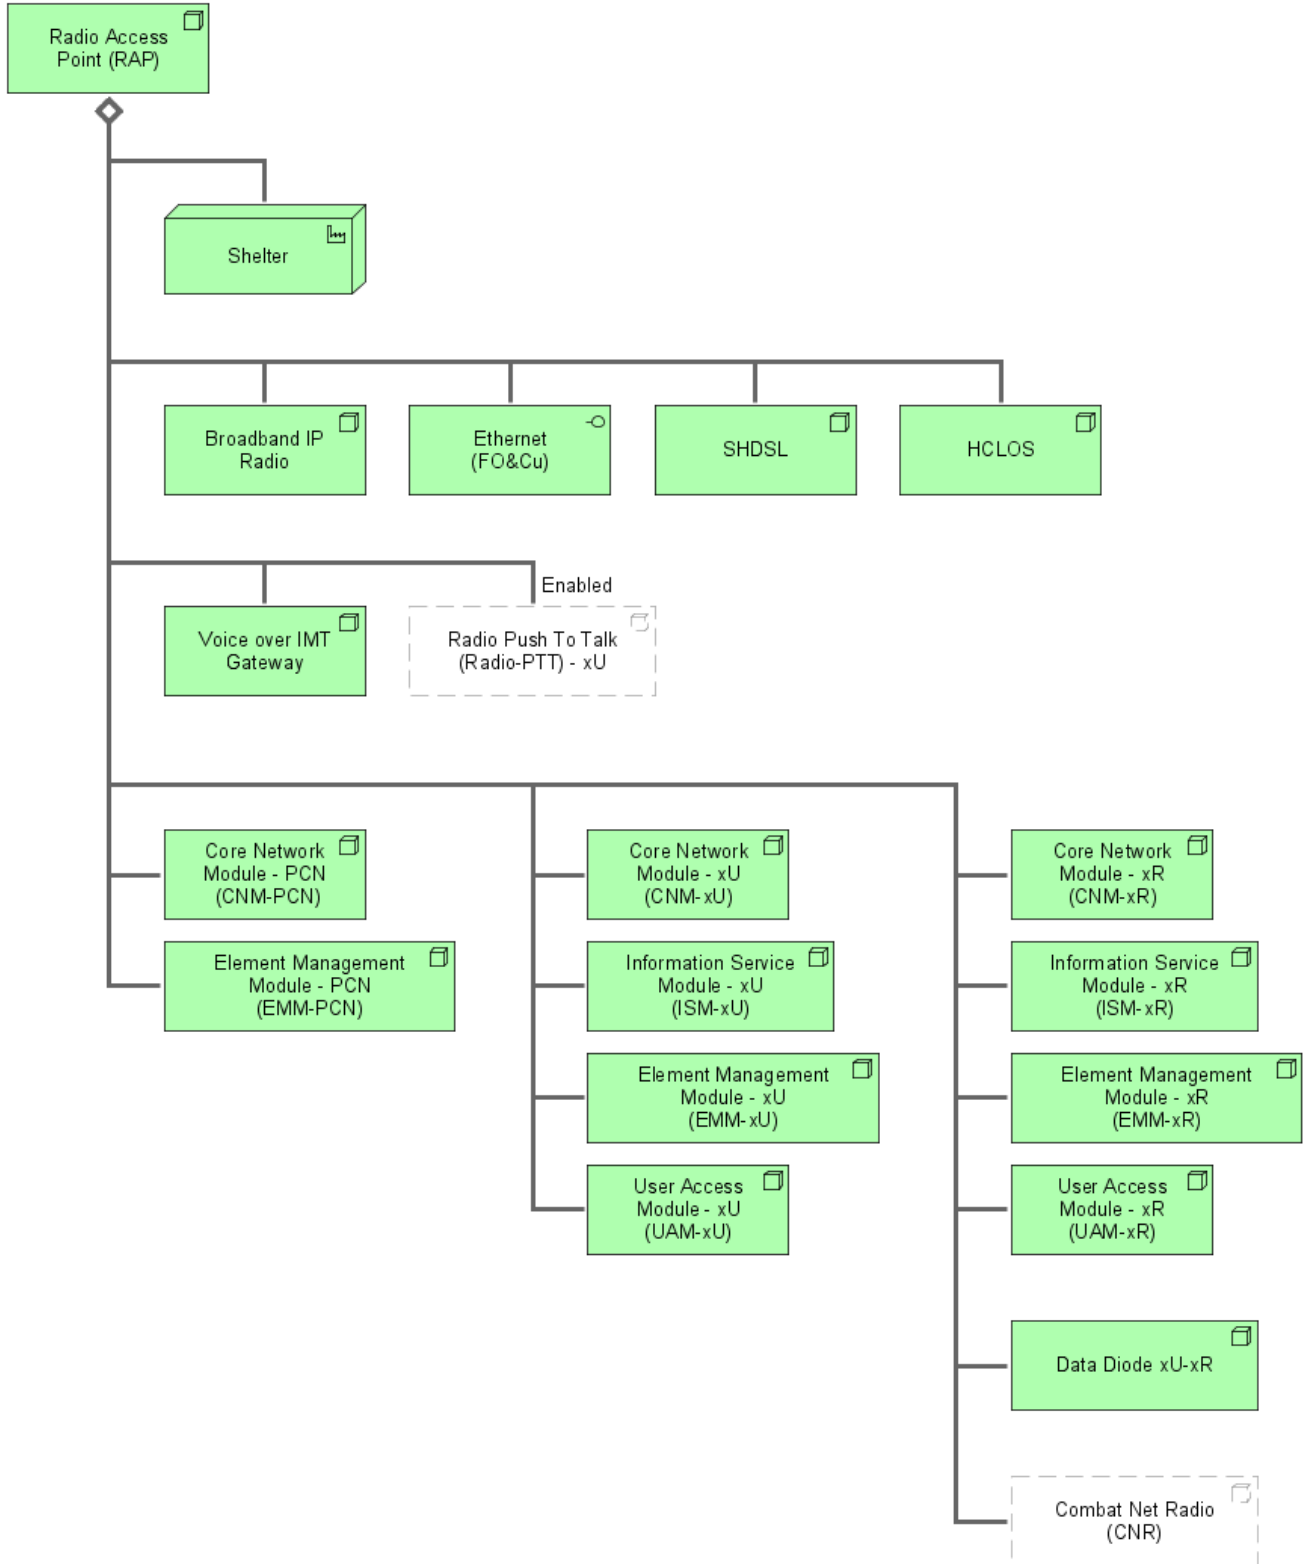 Radio Access
Point (RAP)
Shelter
Broadband IP
Radio
Ethernet
(FO&Cu)
SHDSL
HCLOS
Enabled
Voice over IMT
Gateway
Radio Push To Talk
(Radio-PTT) - xU
Core Network
Module - PCN
(CNM-PCN)
Element Management
Module - PCN
(EMM-PCN)
Core Network
Module - xU
(CNM-xU)
Information Service
Module - xU
(ISM-xU)
Element Management
Module - xU
(EMM-xU)
User Access
Module - xU
(UAM-xU)
Core Network
Module - xR
(CNM-xR)
Information Service
Module - xR
(ISM-xR)
Element Management
Module - xR
(EMM-xR)
User Access
Module - xR
(UAM-xR)
Data Diode xU-xR
Combat Net Radio
(CNR)